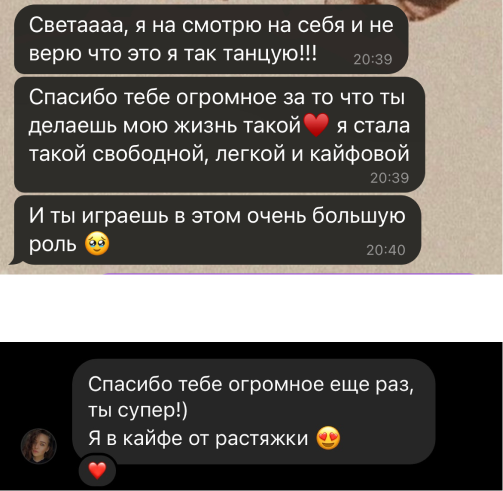 Светаааа, я на смотрю на себя и не
верю что это я так танцую!!!
20:39
Спасибо тебе огромное за то что ты
делаешь мою жизнь такой♥️ я стала
такой свободной, легкой и кайфовой
20:39
И ты играешь в этом очень большую
роль 🥹
20:40
Спасибо тебе огромное еще раз,
ты супер!)
Я в кайфе от растяжки 😍
❤️